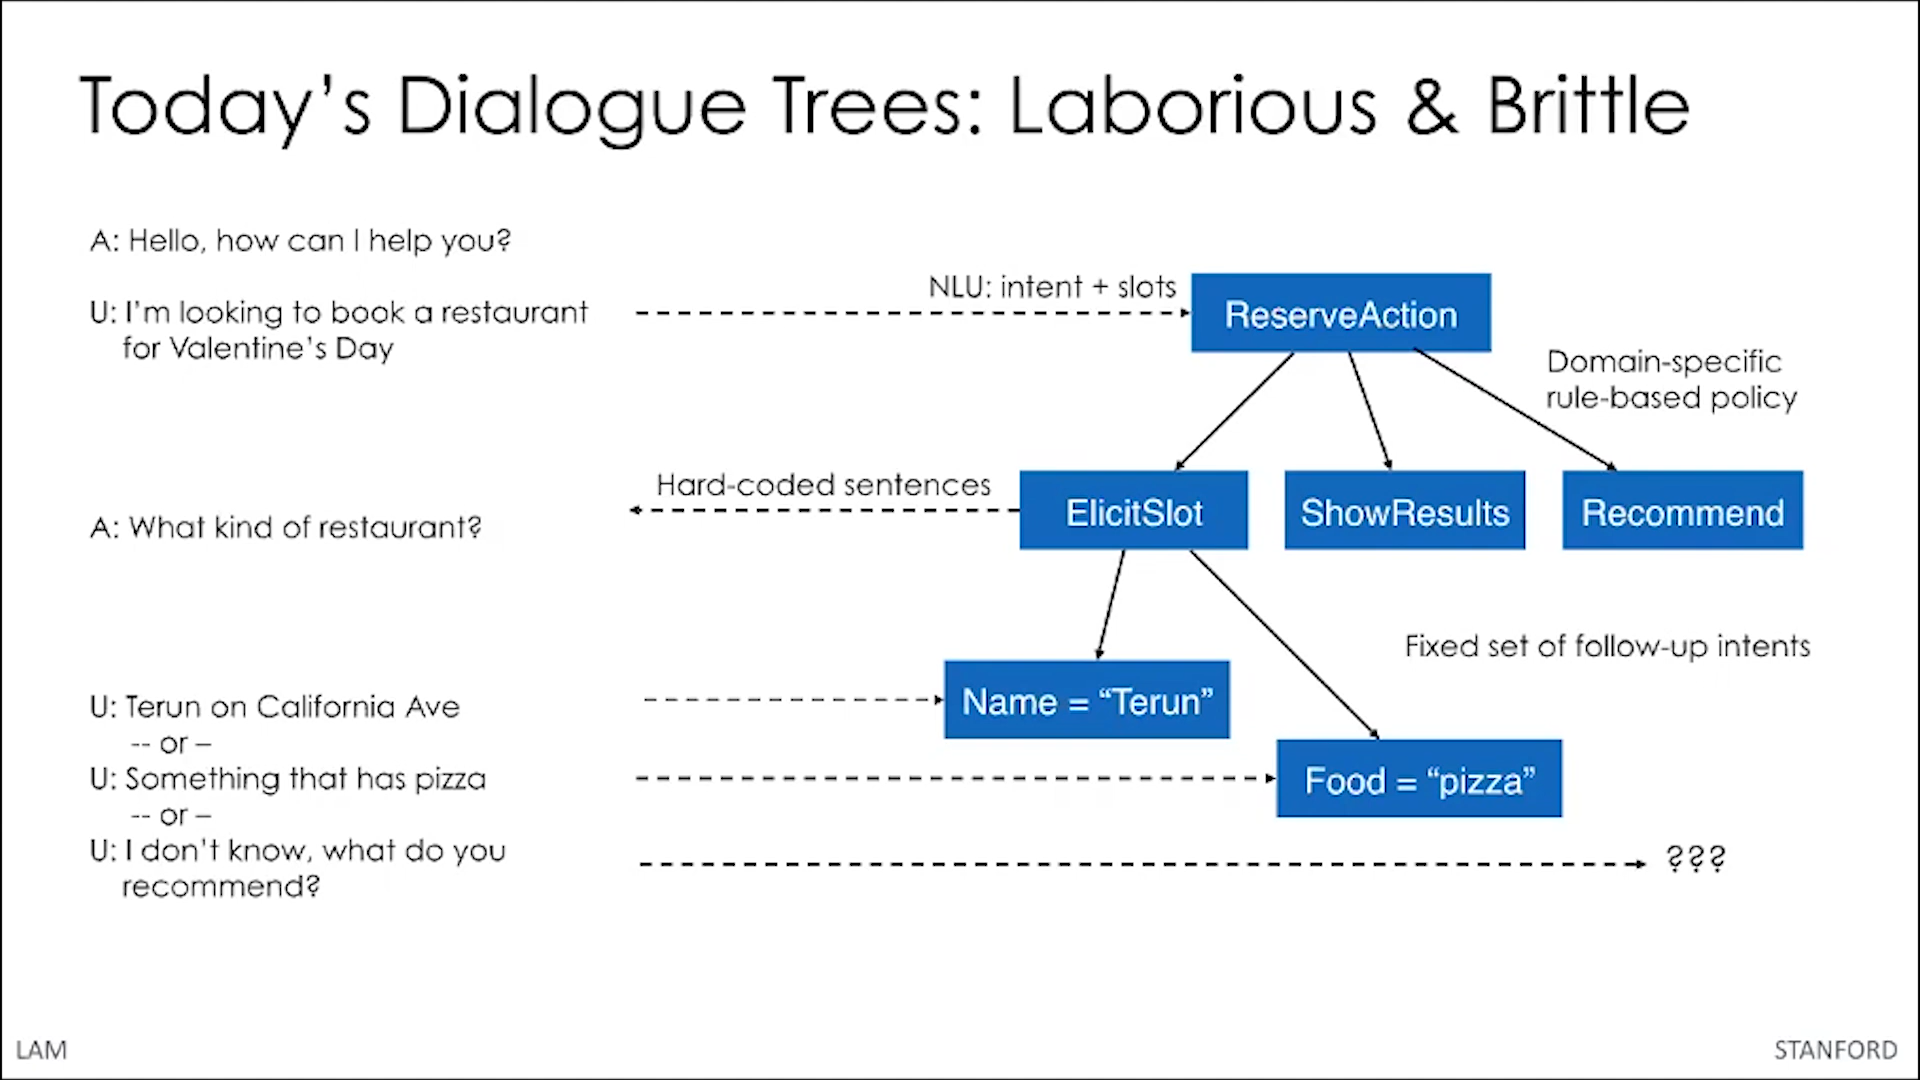 Today's Dialogue Trees: Laborious & Brittle
A: Hello, how can I help you?
NLU: intent + slots
ReserveAction
U: I'm looking to book a restaurant
for Valentine's Day
Domain-specific
rule-based policy
Hard-coded sentences
ElicitSlot
ShowResults
Recommend
A: What kind of restaurant?
Fixed set of follow-up intents
U: Terun on California Ave
Name = “Terun”
-- or –
U: Something that has pizza
Food = “pizza”
-- or –
U: I don't know, what do you
recommend?
???
LAM
STANFORD